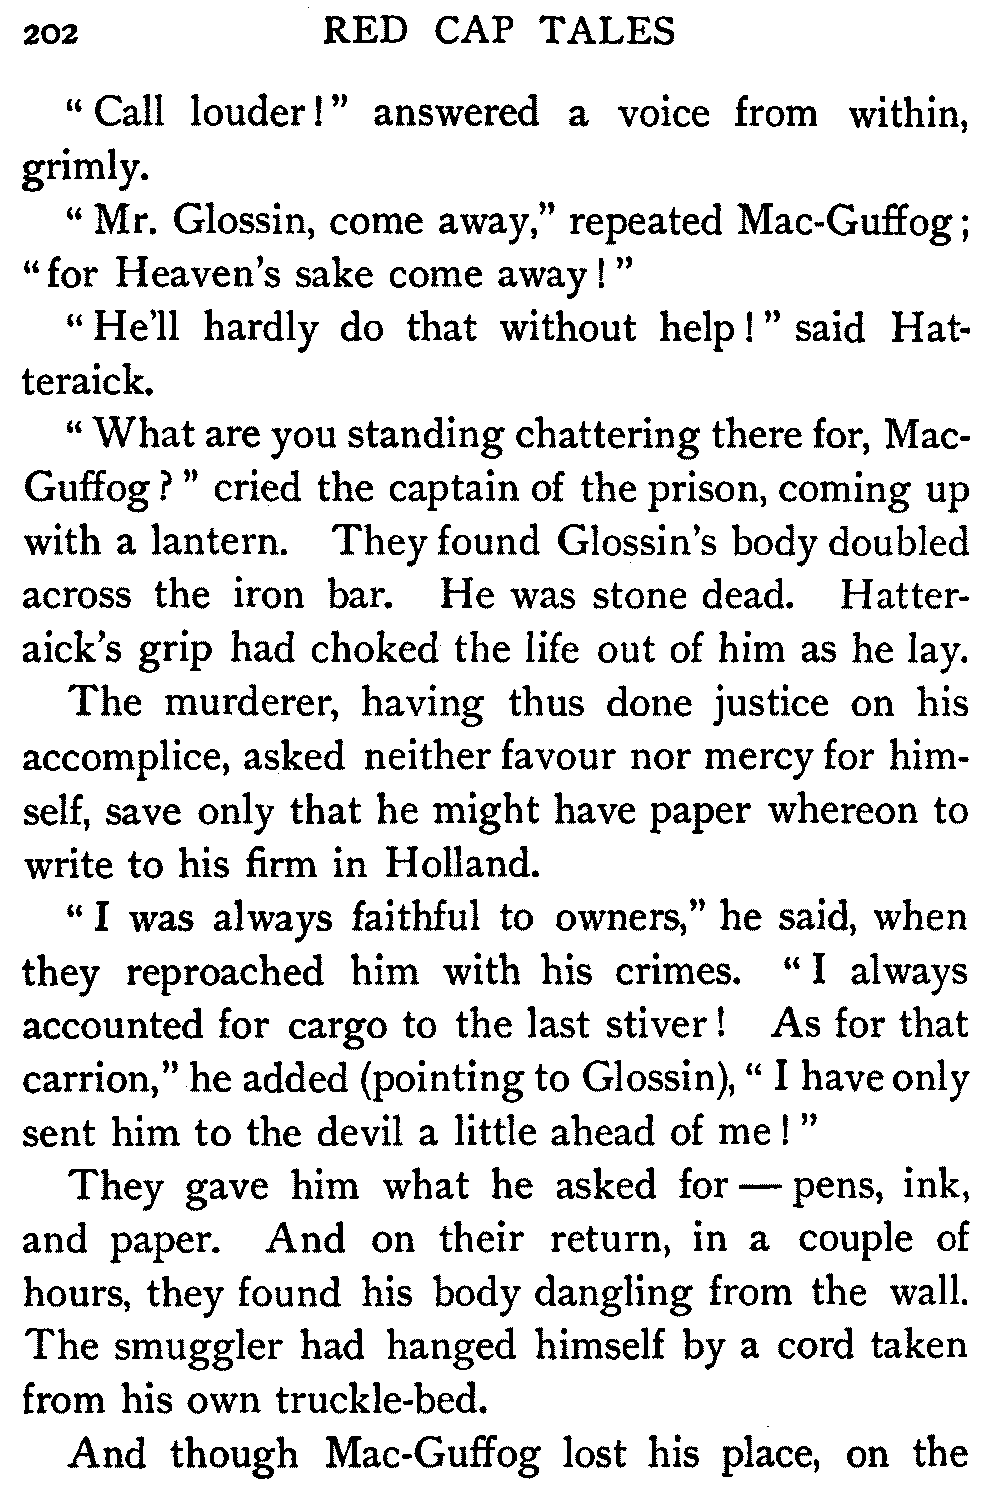 202 RED CAP TALES
“Call louder!” answered a voice from within,
grimly.
“Mr. Glossin, come away,” repeated Mac-Guffog;
“for Heaven’s sake come away!”
“He’ll hardly do that without help!” said Hat-
teraick.
“What are you standing chattering there for, Mac-
Guffog?” cried the captain of the prison, coming up
with a lantern. They found Glossin’s body doubled
across the iron bar. He was stone dead. Hatter-
aick’s grip had choked the life out of him as he lay.
The murderer, having thus done justice on his
accomplice, asked neither favour nor mercy for him-
self, save only that he might have paper whereon to
write to his firm in Holland.
“I was always faithful to owners,” he said, when
they reproached him with his crimes. “I always
accounted for cargo to the last stiver! As for that
carrion,” he added (pointing to Glossin), “I have only
sent him to the devil a little ahead of me!”
They gave him what he asked for — pens, ink,
and paper. And on their return, in a couple of
hours, they found his body dangling from the wall.
The smuggler had hanged himself by a cord taken
from his own truckle-bed.
And though Mac-Guffog lost his place, on the